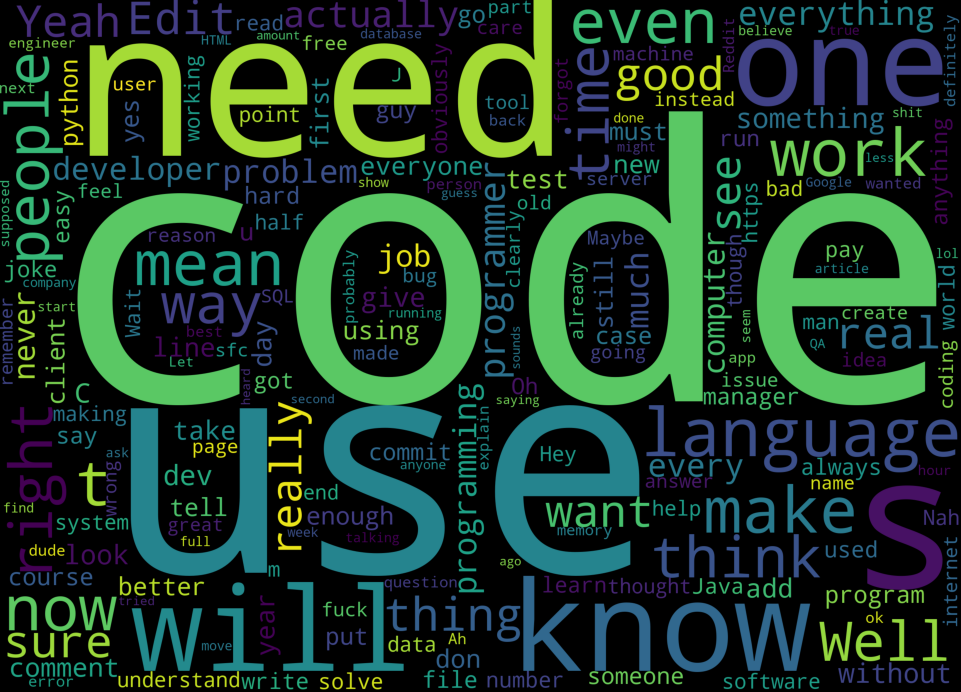 Yeah
Edit
actually
go
part
everything
engineer
HTML
amount
free
database
care
even
machine
Reddit
believe
true
definitely
need
one
people
next
python
user
yes
working
read
point
first
J
guy
obviously
tool
back
forgot
time
good
instead
done
must
might
new
something
shit
run
work
less
developer
problem
everyone
show
person
guess
programmer
test
old
server
see
https
bad
Google
wanted
anything
supposed
easy
feel
hard
half
code
reason
u
mean
job
bug
probably
clearly
Maybe
already
still
much
computer
though
pay
article
lol
joke
company
never
remember
start
client
Wait
way
SQL
day
give
running
using
case
going
app
seem
man
create
real
QA
idea
world
coding
line
best
sfc
made
Let
got
heard
second
sounds
Oh
saying
issue
manager
C
making
say
right
ask
wrong
t
take
page
dev
tell
great
full
use
really
commit
anyone
end
enough
week
talking
programming
explain
Hey
want
memory
ago
language
every
answer
help
always
name
hour
s
make
Nah
internet
find
system
dude
look
course
m
think
used
now
better
tried
will
year
fuck
put
question
thing
Ah
data
don
know
learn
thought
Java
add
program
ok
well
sure
comment
error
understand
move
write
solve
file
number
someone
software
without